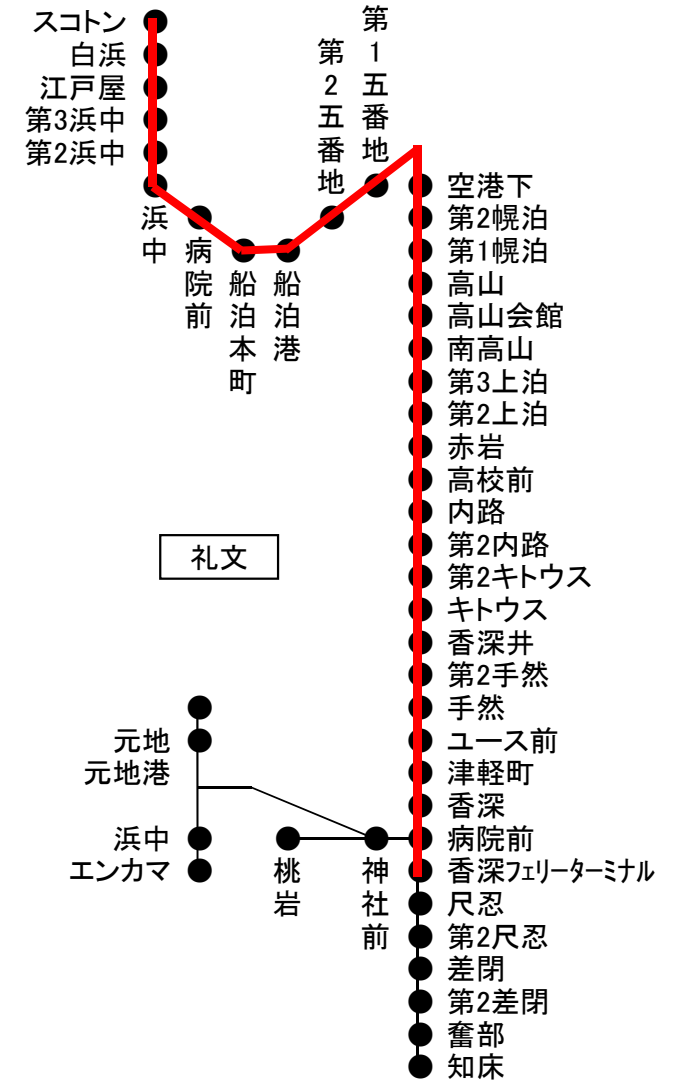 スコトン
白浜
江戸屋
第3浜中
第2浜中
浜中
病院前
船泊本町
船泊港
第2五番地
第1五番地
空港下
第2幌泊
第1幌泊
高山
高山会館
南高山
第3上泊
第2上泊
赤岩
高校前
内路
第2内路
第2キトウス
キトウス
香深井
第2手然
手然
ユース前
津軽町
香深
病院前
香深フェリーターミナル
尺忍
第2尺忍
差閉
第2差閉
奮部
知床
礼文
元地
元地港
浜中
エンカマ
桃岩
神社前